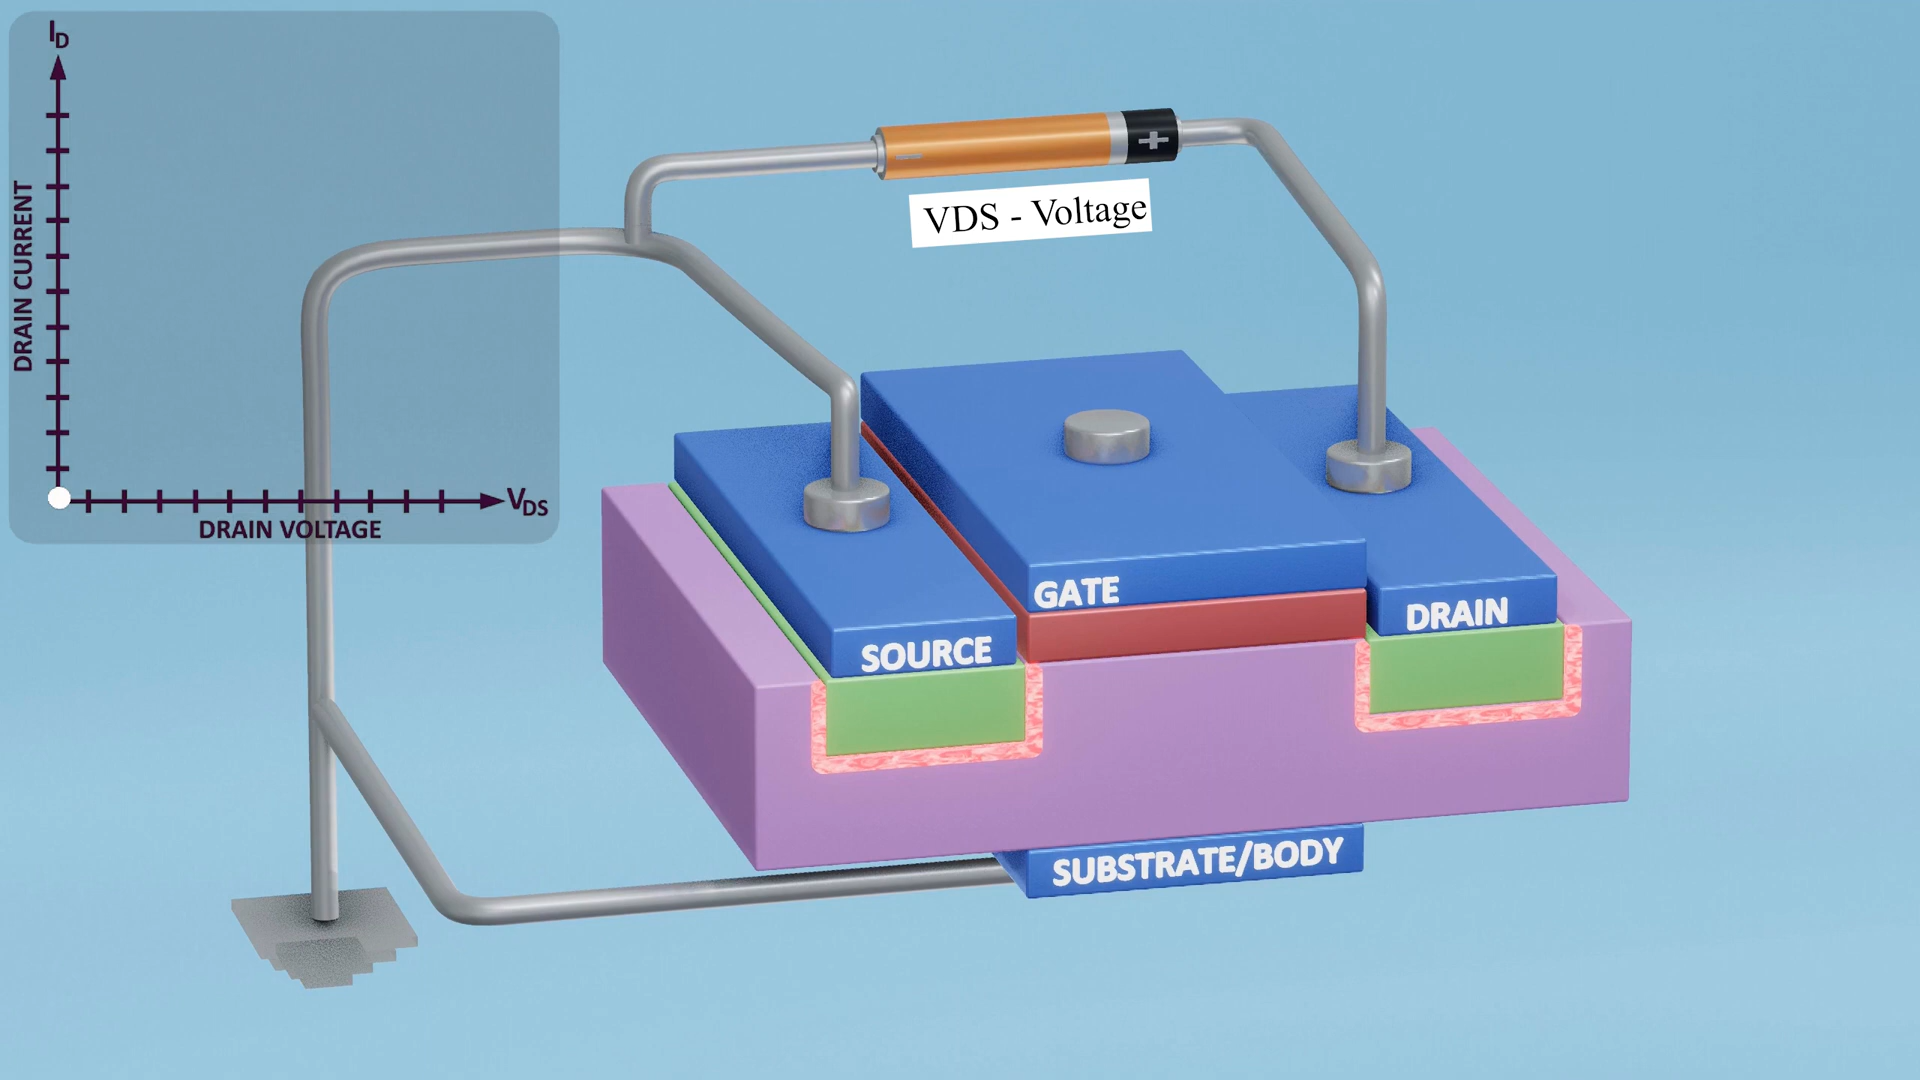 I_D
DRAIN CURRENT
V_DS
DRAIN VOLTAGE
+
VDS - Voltage
GATE
DRAIN
SOURCE
SUBSTRATE/BODY